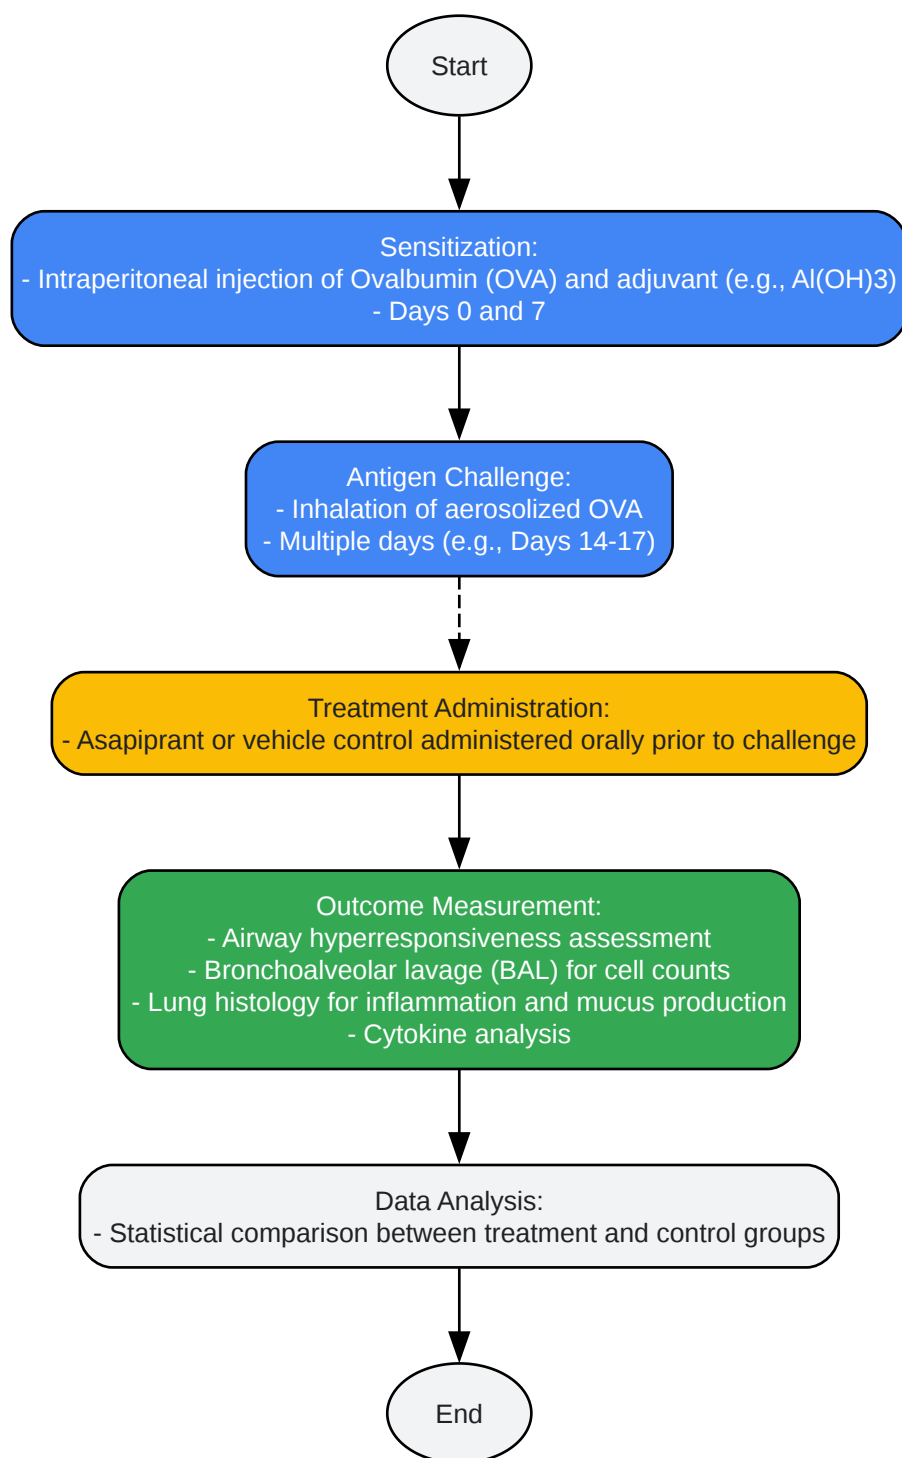 Start
Sensitization:
- Intraperitoneal injection of Ovalbumin (OVA) and adjuvant (e.g., Al(OH)3)
- Days 0 and 7
Antigen Challenge:
- Inhalation of aerosolized OVA
- Multiple days (e.g., Days 14-17)
Treatment Administration:
- Asapiprant or vehicle control administered orally prior to challenge
Outcome Measurement:
- Airway hyperresponsiveness assessment
- Bronchoalveolar lavage (BAL) for cell counts
- Lung histology for inflammation and mucus production
- Cytokine analysis
Data Analysis:
- Statistical comparison between treatment and control groups
End